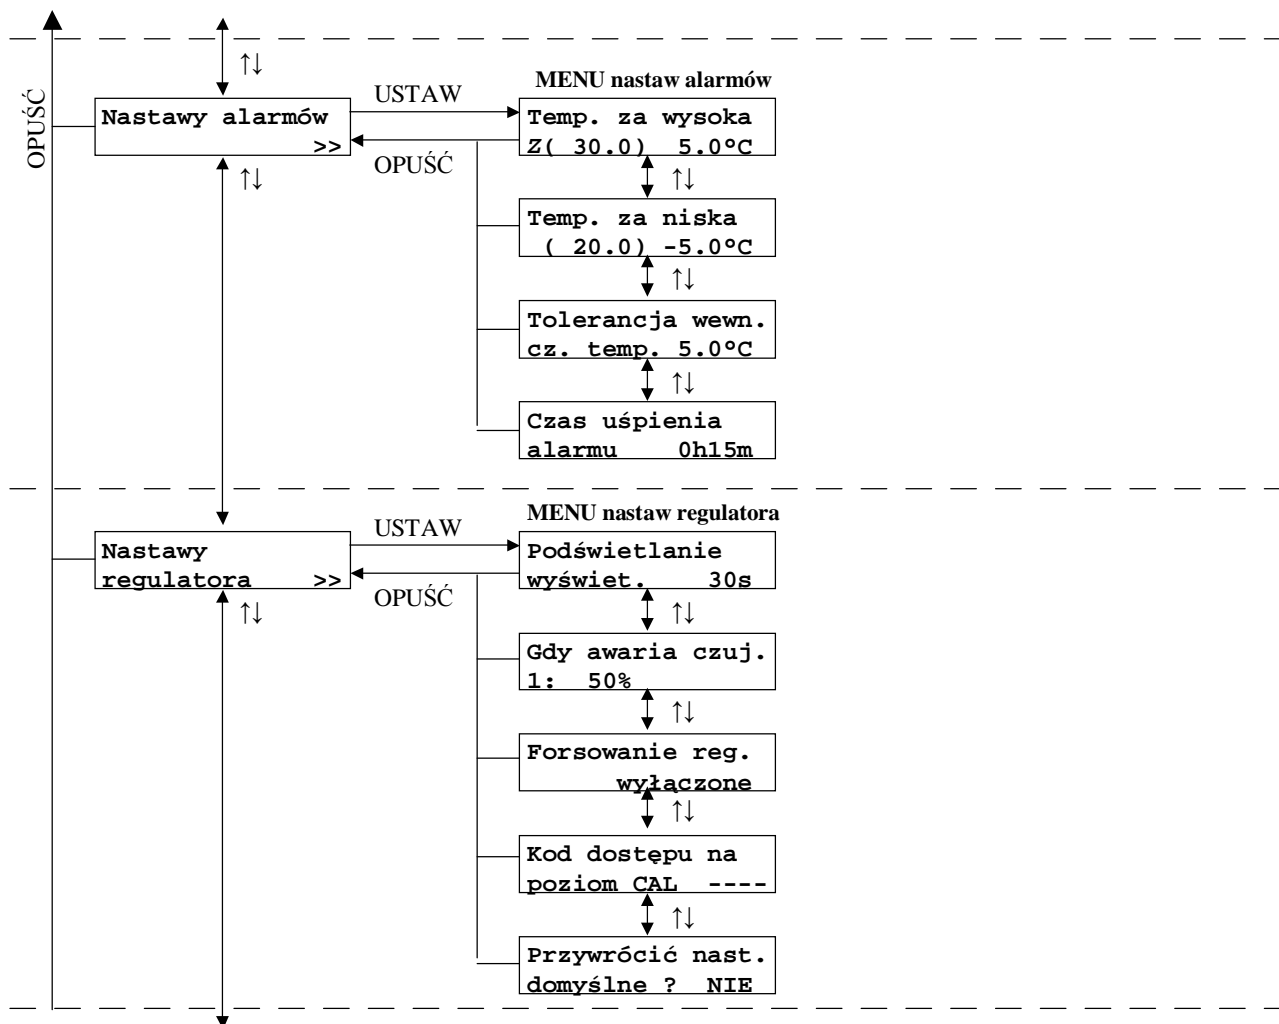 ↑↓
OPUŚĆ
MENU nastaw alarmów
Nastawy alarmów
>>
USTAW
OPUŚĆ
↑↓
Temp. za wysoka
Z( 30.0) 5.0°C
↑↓
Temp. za niska
( 20.0) -5.0°C
↑↓
Tolerancja wewn.
cz. temp. 5.0°C
↑↓
Czas uśpienia
alarmu 0h15m
MENU nastaw regulatora
Nastawy
regulatora >>
USTAW
OPUŚĆ
↑↓
Podświetlanie
wyświet. 30s
↑↓
Gdy awaria czuj.
1: 50%
↑↓
Forsowanie reg.
wyłączone
↑↓
Kod dostępu na
poziom CAL ----
↑↓
Przywrócić nast.
domyślne ? NIE